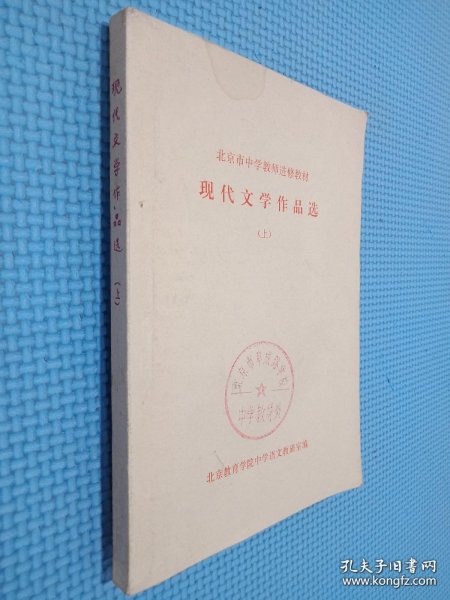 北京市中学教师进修教材
现代文学作品选
（上）
北京教育学院中学语文教研室编
现代文学作品选（上）
中学教学处
孔夫子旧书网
www.kongfz.com